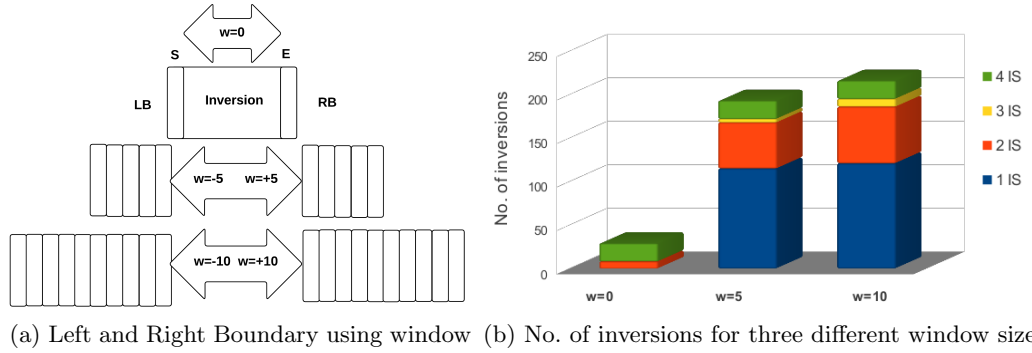 w=0
S E
LB Inversion RB
w=-5 w=+5
w=-10 w=+10
(a) Left and Right Boundary using window
No. of inversions
250
200
150
100
50
0
w=0 w=5 w=10
4 IS
3 IS
2 IS
1 IS
(b) No. of inversions for three different window size